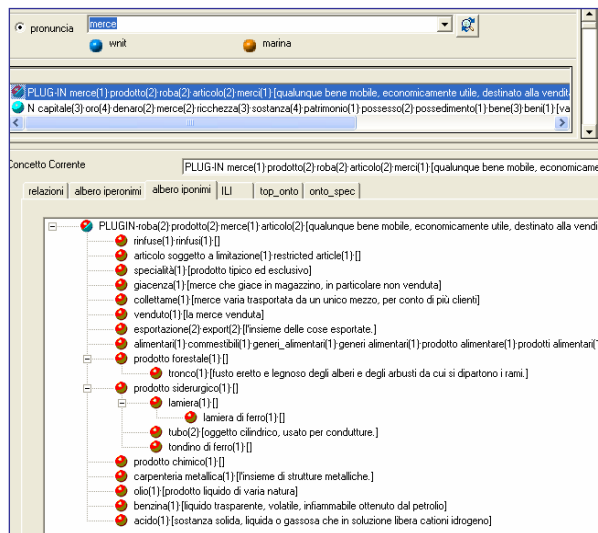 pronuncia merce
wnit marina
PLUG-IN merce(1) prodotto(2) roba(2) articolo(2) merci(1) [qualunque bene mobile, economicamente utile, destinato alla vendit
N capitale(3) oro(4) denaro(2) merce(2) ricchezza(3) sostanza(4) patrimonio(1) possesso(2) possedimento(1) bene(3) beni(1) [va
Concetto Corrente PLUG-IN merce(1) prodotto(2) roba(2) articolo(2) merci(1) [qualunque bene mobile, economicame
relazioni albero iperonimi albero iponimi ILI top_onto onto_spec
PLUGIN-roba(2) prodotto(2) merce(1) articolo(2) [qualunque bene mobile, economicamente utile, destinato alla vendi
rinfuse(1) rinfusi(1) []
articolo soggetto a limitazione(1) restricted article(1) []
specialità(1) [prodotto tipico ed esclusivo]
giacenza(1) [merce che giace in magazzino, in particolare non venduta]
collettame(1) [merce varia trasportata da un unico mezzo, per conto di più clienti]
venduto(1) [la merce venduta]
esportazione(2) export(2) [l'insieme delle cose esportate.]
alimentari(1) commestibili(1) generi_alimentari(1) generi alimentari(1) prodotto alimentare(1) prodotti alimentari(1
prodotto forestale(1) []
tronco(1) [fusto eretto e legnoso degli alberi e degli arbusti da cui si dipartono i rami.]
prodotto siderurgico(1) []
lamiera(1) []
lamiera di ferro(1) []
tubo(2) [oggetto cilindrico, usato per condutture.]
tondino di ferro(1) []
prodotto chimico(1) []
carpenteria metallica(1) [l'insieme di strutture metalliche.]
olio(1) [prodotto liquido di varia natura]
benzina(1) [liquido trasparente, volatile, infiammabile ottenuto dal petrolio]
acido(1) [sostanza solida, liquida o gassosa che in soluzione libera cationi idrogeno]